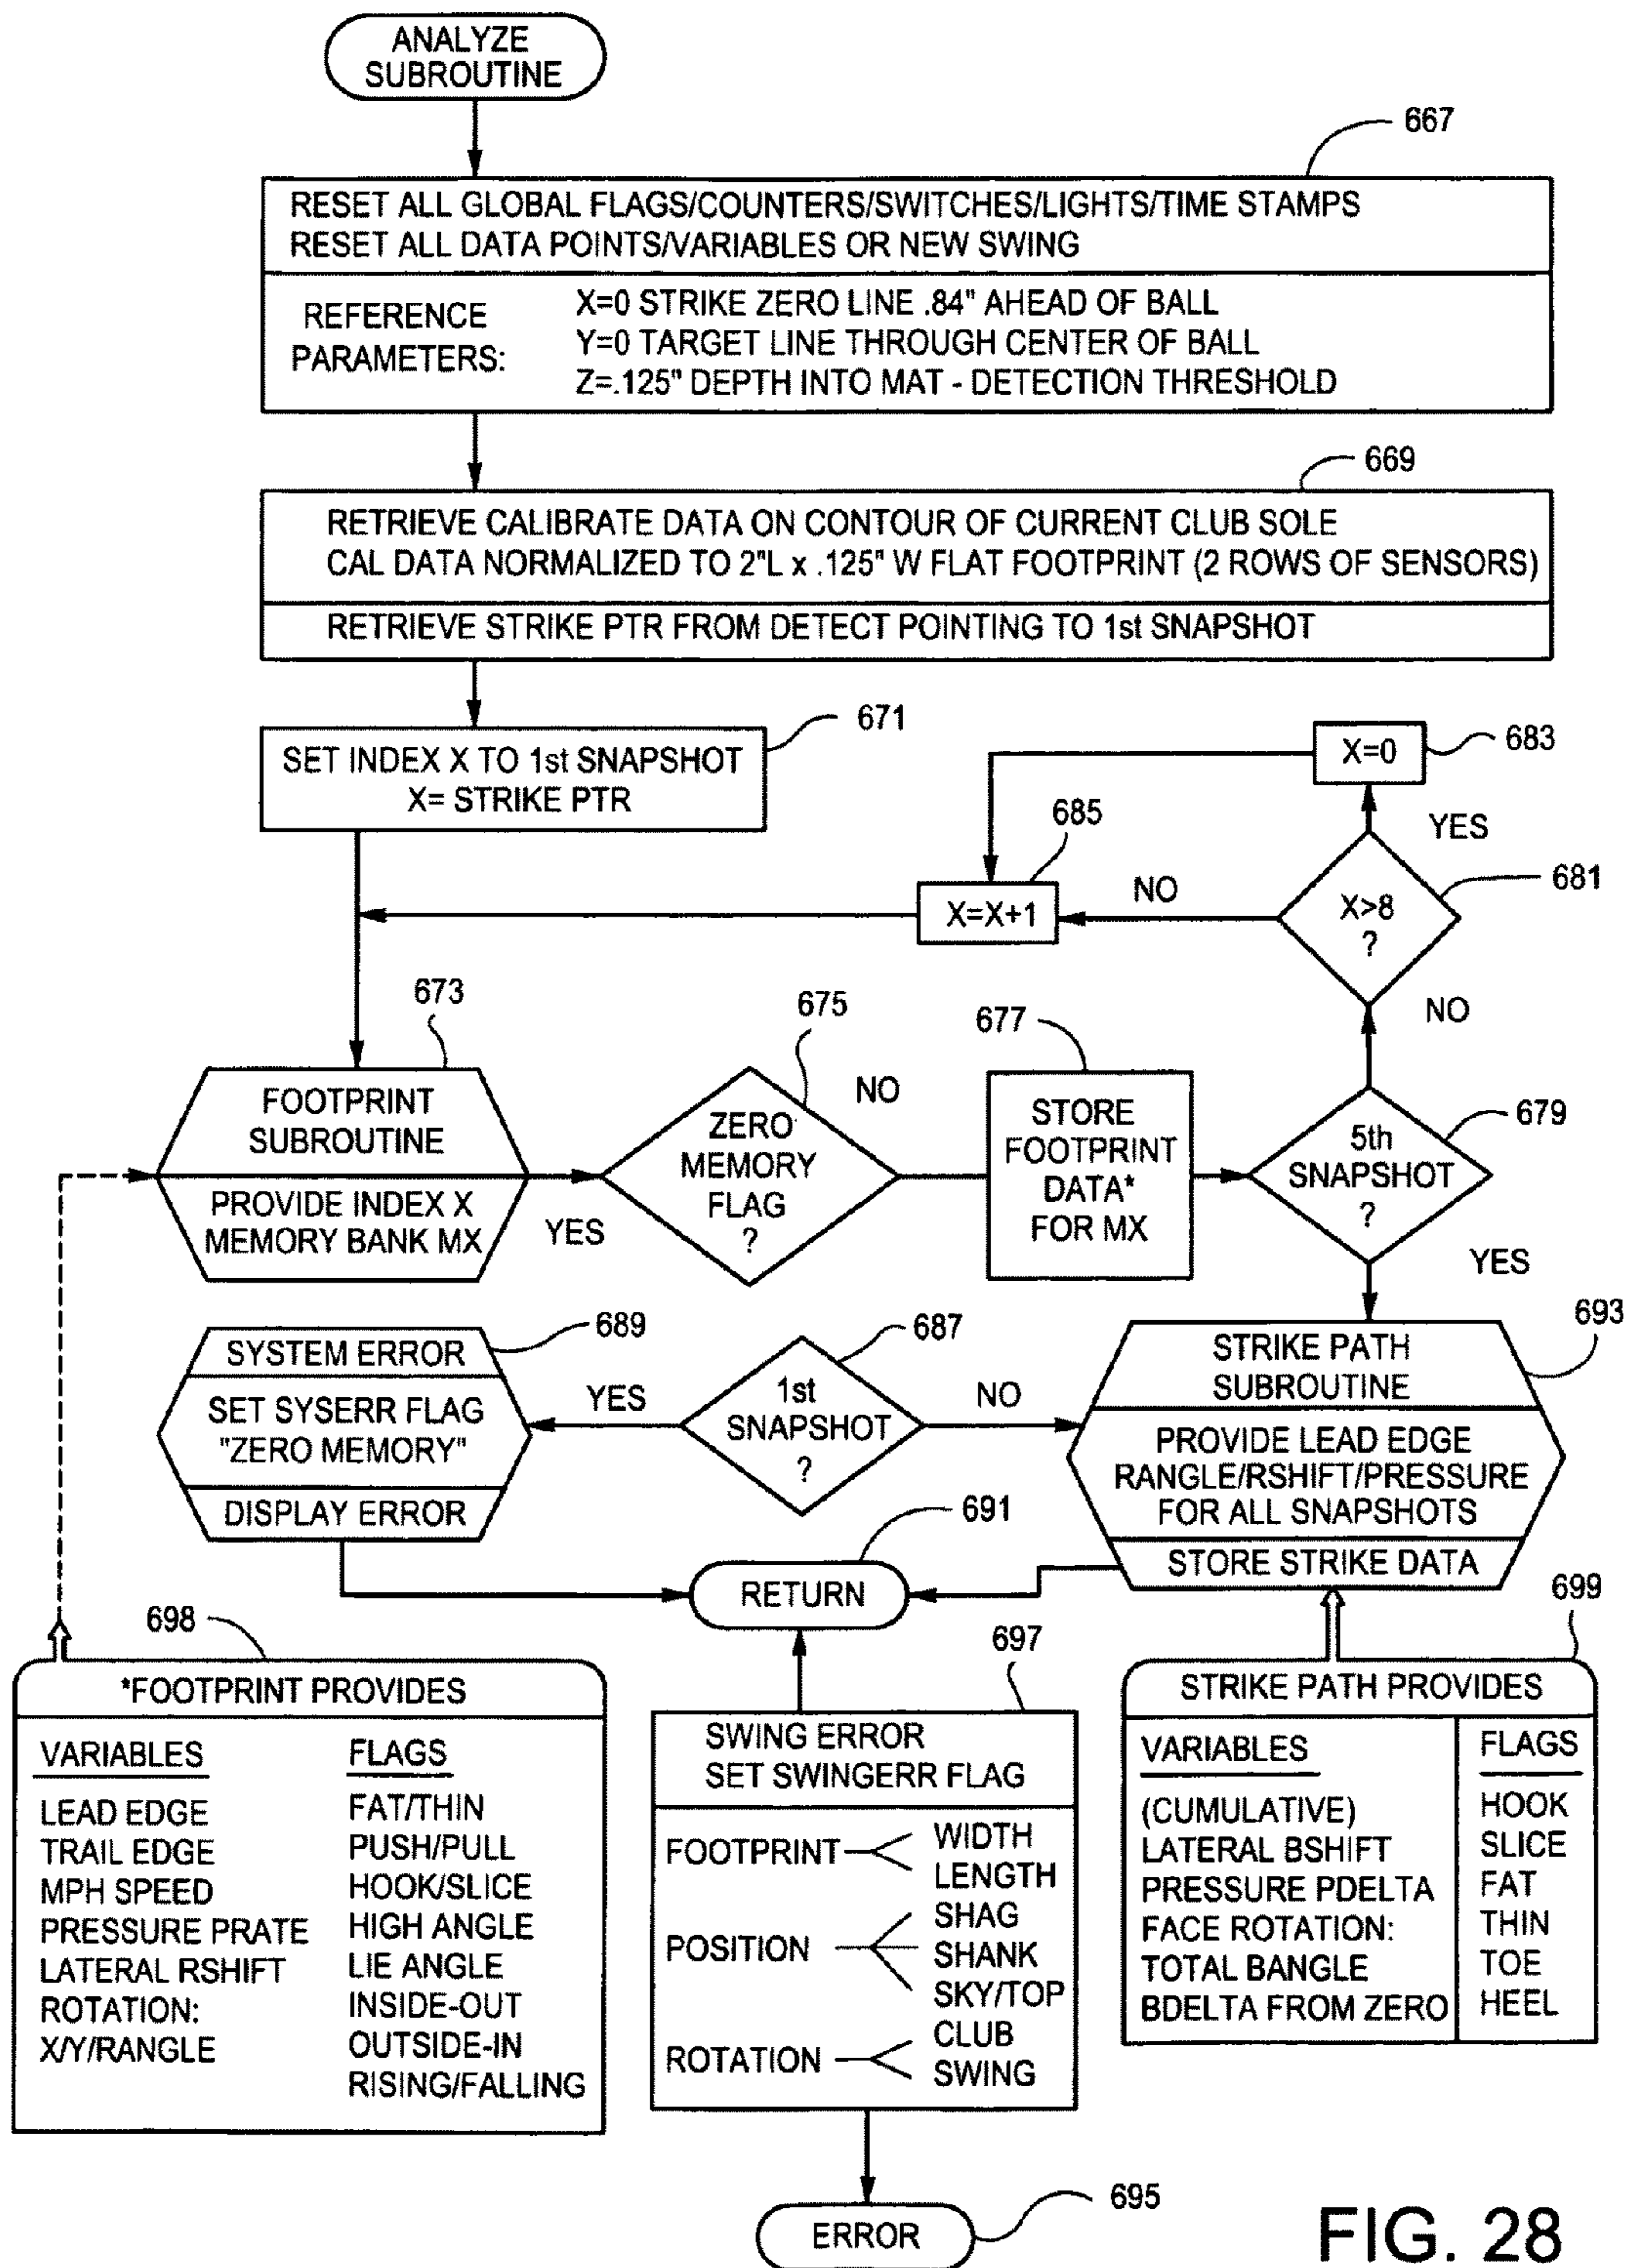 ANALYZE
SUBROUTINE
667
RESET ALL GLOBAL FLAGS/COUNTERS/SWITCHES/LIGHTS/TIME STAMPS
RESET ALL DATA POINTS/VARIABLES OR NEW SWING
REFERENCE
PARAMETERS:
X=0 STRIKE ZERO LINE .84" AHEAD OF BALL
Y=0 TARGET LINE THROUGH CENTER OF BALL
Z=.125" DEPTH INTO MAT - DETECTION THRESHOLD
669
RETRIEVE CALIBRATE DATA ON CONTOUR OF CURRENT CLUB SOLE
CAL DATA NORMALIZED TO 2"L x .125" W FLAT FOOTPRINT (2 ROWS OF SENSORS)
RETRIEVE STRIKE PTR FROM DETECT POINTING TO 1st SNAPSHOT
671
SET INDEX X TO 1st SNAPSHOT
X= STRIKE PTR
X=0
683
685
YES
X=X+1
NO
X>8
?
681
NO
673
FOOTPRINT
SUBROUTINE
PROVIDE INDEX X
MEMORY BANK MX
YES
675
ZERO
MEMORY
FLAG
?
NO
677
STORE
FOOTPRINT
DATA*
FOR MX
679
5th
SNAPSHOT
?
YES
689
SYSTEM ERROR
SET SYSERR FLAG
"ZERO MEMORY"
DISPLAY ERROR
YES
687
1st
SNAPSHOT
?
NO
693
STRIKE PATH
SUBROUTINE
PROVIDE LEAD EDGE
RANGLE/RSHIFT/PRESSURE
FOR ALL SNAPSHOTS
STORE STRIKE DATA
691
RETURN
698
*FOOTPRINT PROVIDES
VARIABLES
LEAD EDGE
TRAIL EDGE
MPH SPEED
PRESSURE PRATE
LATERAL RSHIFT
ROTATION:
X/Y/RANGLE
FLAGS
FAT/THIN
PUSH/PULL
HOOK/SLICE
HIGH ANGLE
LIE ANGLE
INSIDE-OUT
OUTSIDE-IN
RISING/FALLING
697
SWING ERROR
SET SWINGERR FLAG
FOOTPRINT
WIDTH
LENGTH
POSITION
SHAG
SHANK
SKY/TOP
ROTATION
CLUB
SWING
699
STRIKE PATH PROVIDES
VARIABLES
(CUMULATIVE)
LATERAL BSHIFT
PRESSURE PDELTA
FACE ROTATION:
TOTAL BANGLE
BDELTA FROM ZERO
FLAGS
HOOK
SLICE
FAT
THIN
TOE
HEEL
ERROR
695
FIG. 28